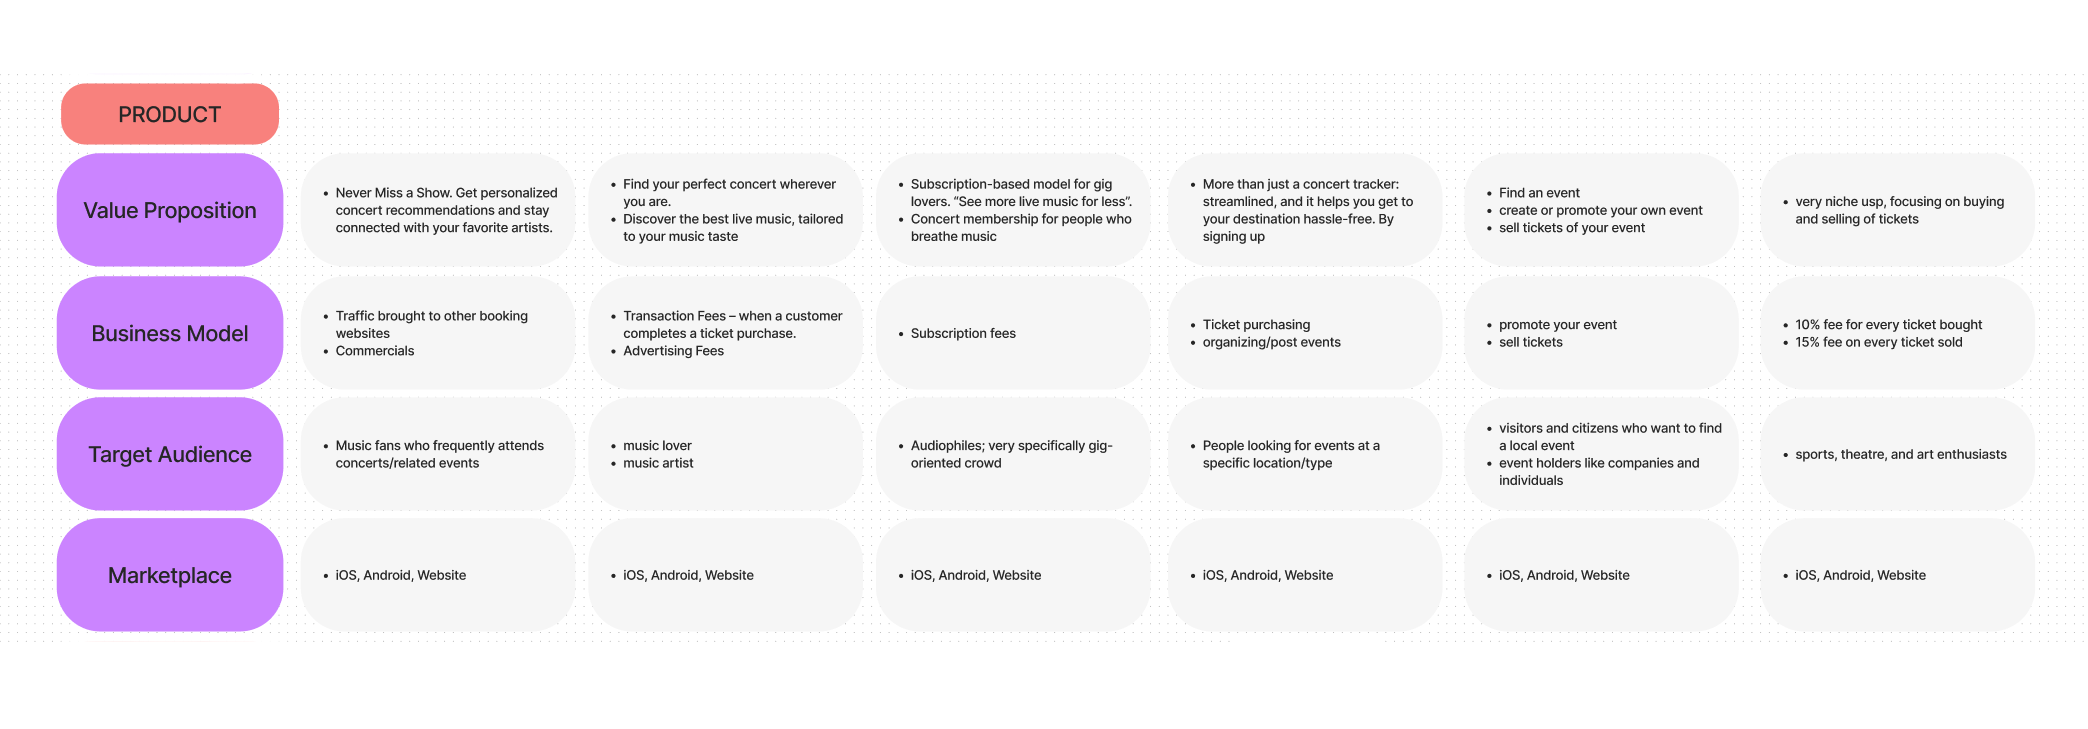 PRODUCT
Value Proposition
• Never Miss a Show. Get personalized
concert recommendations and stay
connected with your favorite artists.
• Find your perfect concert wherever
you are.
• Discover the best live music, tailored
to your music taste
• Subscription-based model for gig
lovers. “See more live music for less”.
• Concert membership for people who
breathe music
• More than just a concert tracker:
streamlined, and it helps you get to
your destination hassle-free. By
signing up
• Find an event
• create or promote your own event
• sell tickets of your event
• very niche usp, focusing on buying
and selling of tickets
Business Model
• Traffic brought to other booking
websites
• Commercials
• Transaction Fees – when a customer
completes a ticket purchase.
• Advertising Fees
• Subscription fees
• Ticket purchasing
• organizing/post events
• promote your event
• sell tickets
• 10% fee for every ticket bought
• 15% fee on every ticket sold
Target Audience
• Music fans who frequently attends
concerts/related events
• music lover
• music artist
• Audiophiles; very specifically gig-
oriented crowd
• People looking for events at a
specific location/type
• visitors and citizens who want to find
a local event
• event holders like companies and
individuals
• sports, theatre, and art enthusiasts
Marketplace
• iOS, Android, Website
• iOS, Android, Website
• iOS, Android, Website
• iOS, Android, Website
• iOS, Android, Website
• iOS, Android, Website